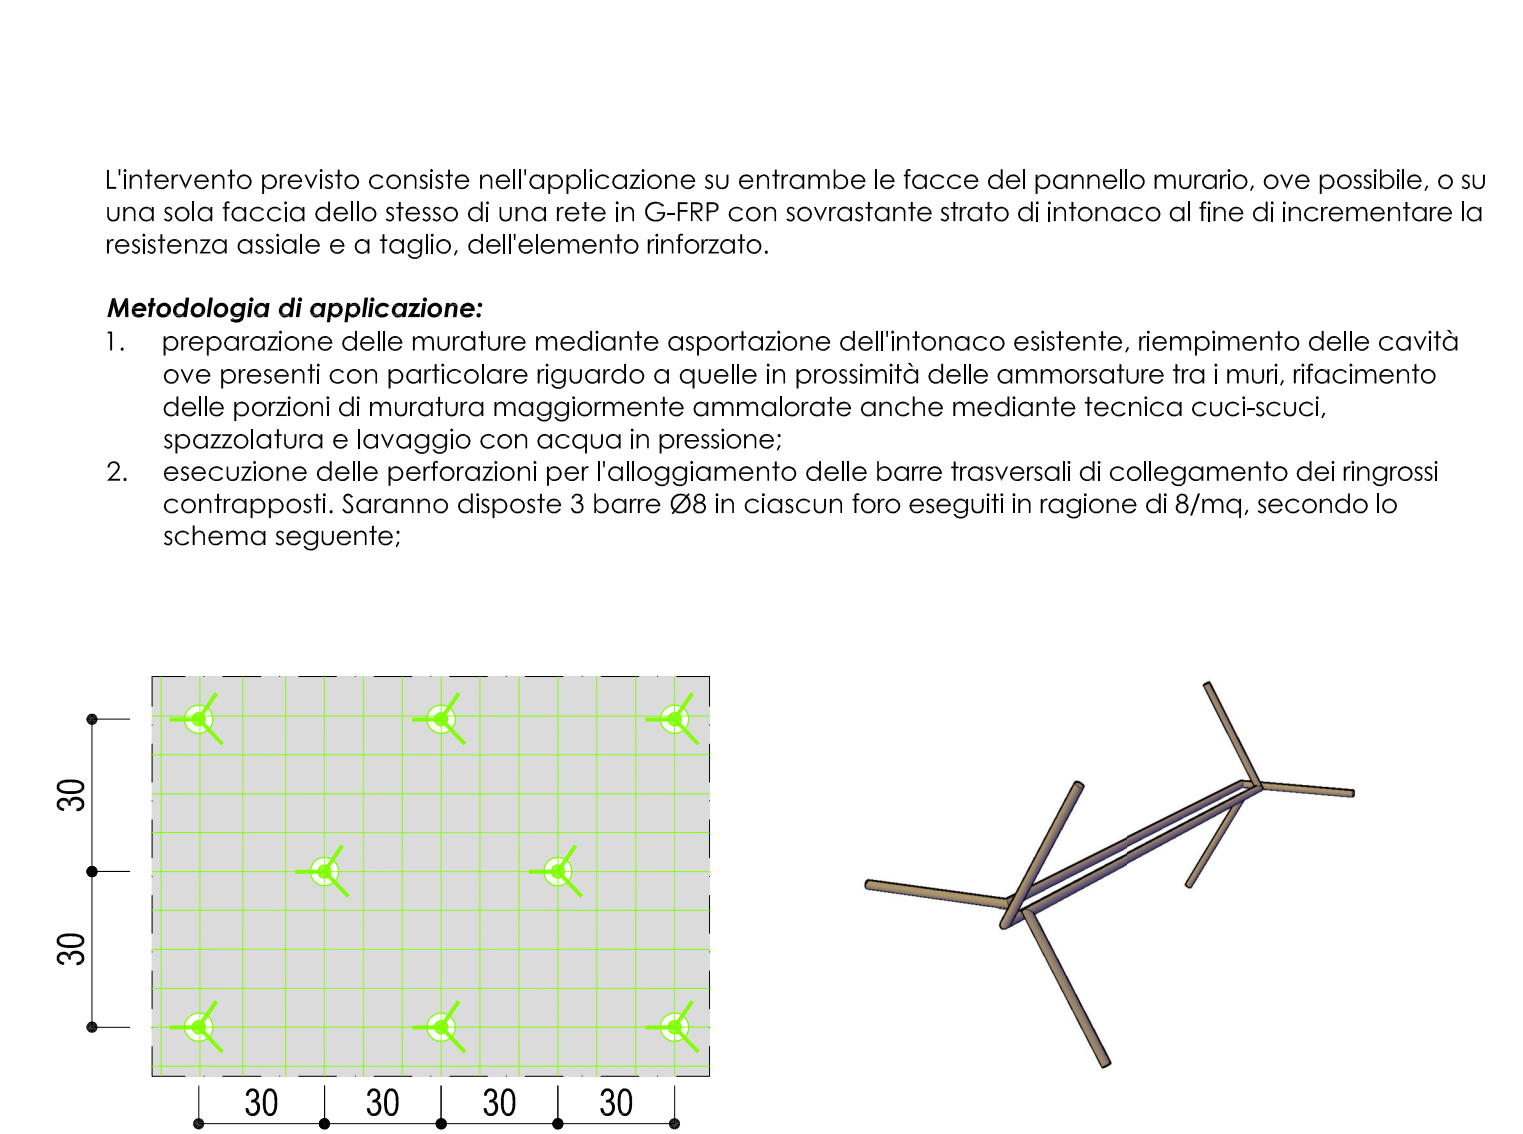 L'intervento previsto consiste nell'applicazione su entrambe le facce del pannello murario, ove possibile, o su
una sola faccia dello stesso di una rete in G-FRP con sovrastante strato di intonaco al fine di incrementare la
resistenza assiale e a taglio, dell'elemento rinforzato.
Metodologia di applicazione:
1. preparazione delle murature mediante asportazione dell'intonaco esistente, riempimento delle cavità
ove presenti con particolare riguardo a quelle in prossimità delle ammorsature tra i muri, rifacimento
delle porzioni di muratura maggiormente ammalorate anche mediante tecnica cuci-scuci,
spazzolatura e lavaggio con acqua in pressione;
2. esecuzione delle perforazioni per l'alloggiamento delle barre trasversali di collegamento dei ringrossi
contrapposti. Saranno disposte 3 barre Ø8 in ciascun foro eseguiti in ragione di 8/mq, secondo lo
schema seguente;
30
30
30 30 30 30